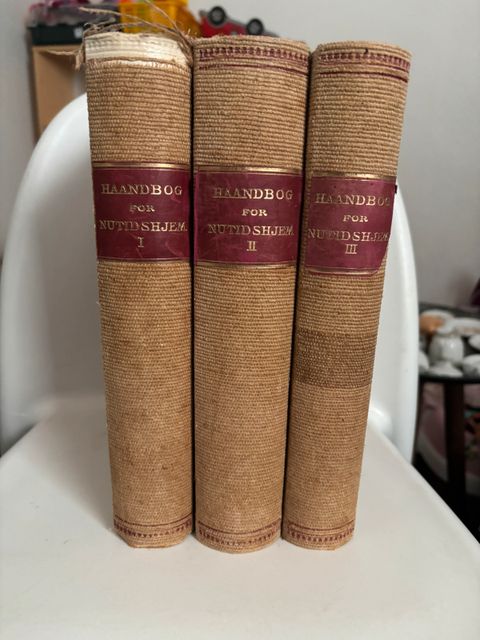 HAANDBOG
FOR
NUTIDSHJEM.
I
HAANDBOG
FOR
NUTIDSHJEM.
II
HAANDBOG
FOR
NUTIDSHJEM.
III